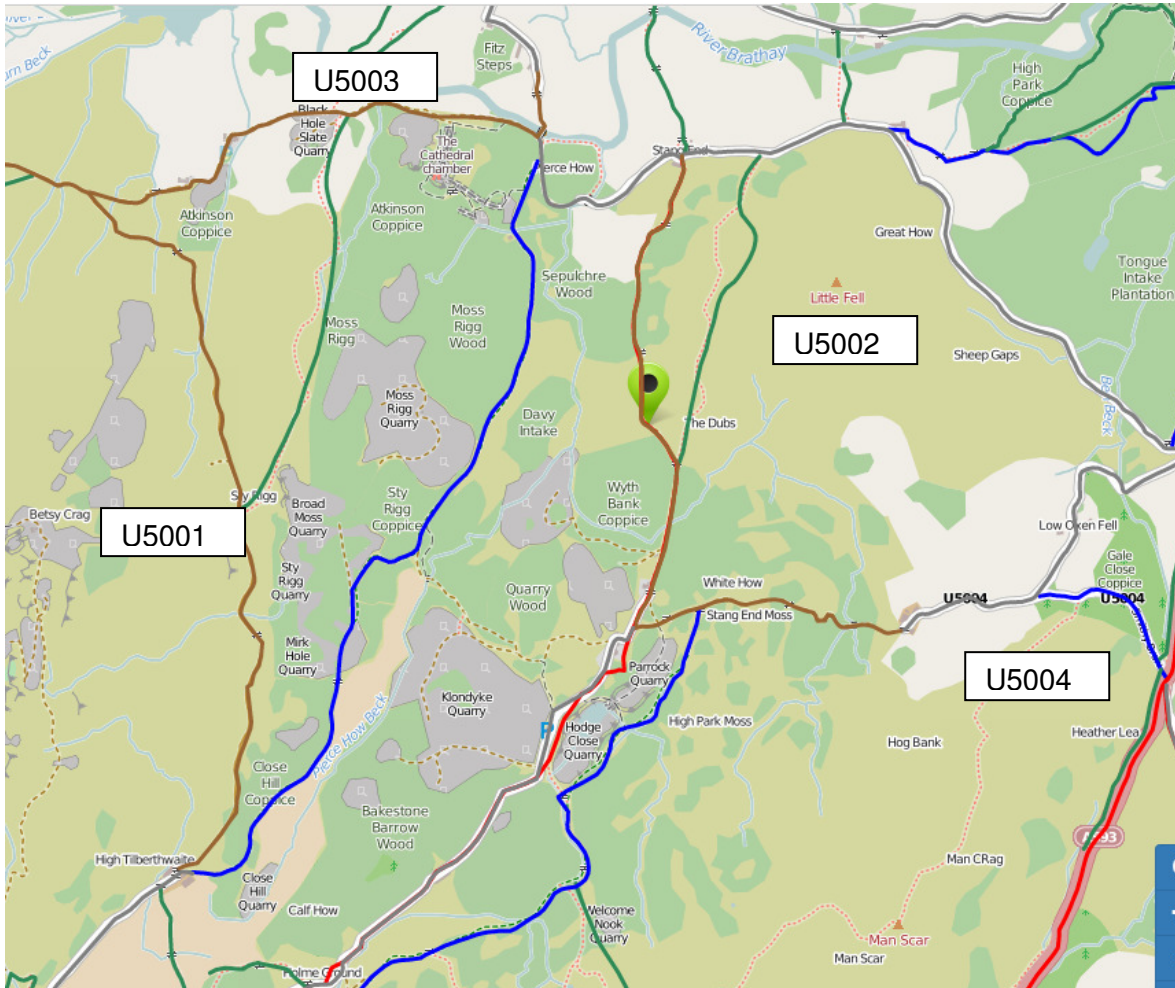 Fitz
Steps
River Brathay
High
Park
Coppice
U5003
Black
Hole
Slate
Quarry
The
Cathedral
chamber
Stang End
Atkinson
Coppice
Atkinson
Coppice
Great How
Tongue
Intake
Plantation
Sepulchre
Wood
Little Fell
Moss
Rigg
Moss
Rigg
Wood
U5002
Sheep Gaps
Moss
Rigg
Quarry
Davy
Intake
The Dubs
Sty Rigg
Betsy Crag
U5001
Broad
Moss
Quarry
Sty
Rigg
Coppice
Wyth
Bank
Coppice
Low Oxen Fell
Sty
Rigg
Quarry
Quarry
Wood
White How
Gale
Close
Coppice
U5004
U5004
Stang End Moss
Mirk
Hole
Quarry
Parrock
Quarry
U5004
Klondyke
Quarry
P
Hodge
Close
Quarry
High Park Moss
Hog Bank
Heather Lea
Pierce How Beck
Close
Hill
Coppice
Bakestone
Barrow
Wood
High Tilberthwaite
Man CRag
Close
Hill
Quarry
Calf How
Welcome
Nook
Quarry
Man Scar
Man Scar
Holme Ground